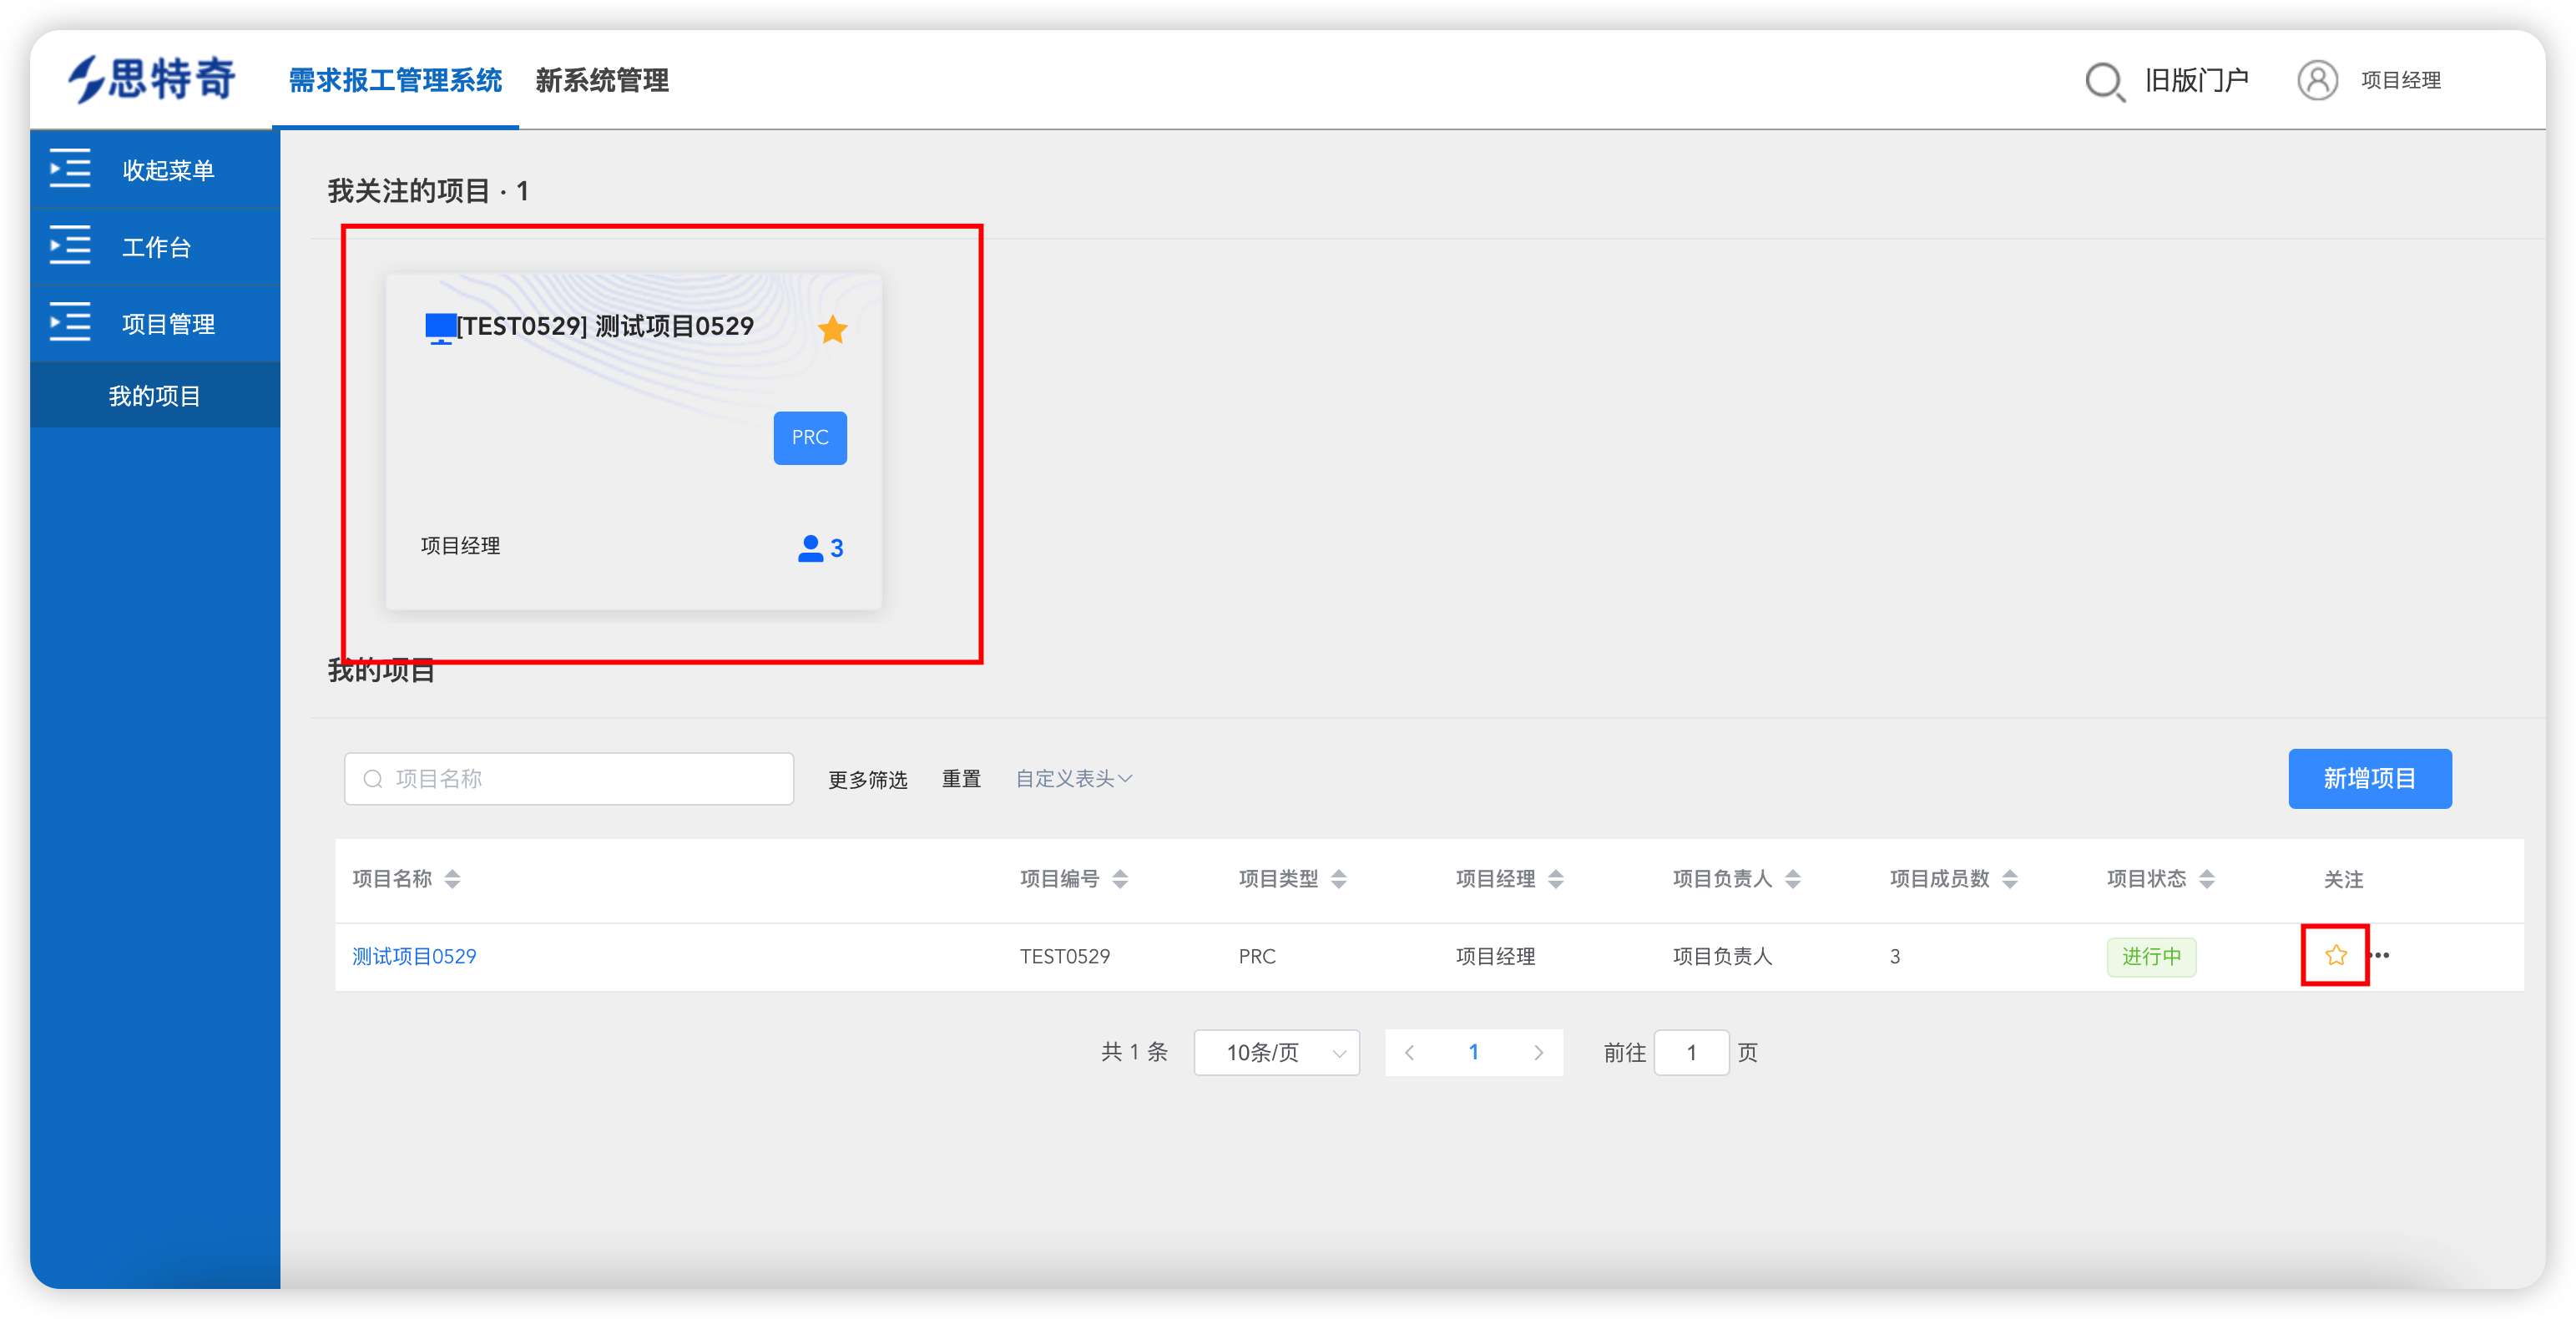 思特奇 需求报工管理系统 新系统管理 旧版门户 项目经理
收起菜单
工作台
项目管理
我的项目
我关注的项目 · 1
[TEST0529] 测试项目0529
PRC
项目经理 3
我的项目
项目名称 更多筛选 重置 自定义表头 新增项目
项目名称 项目编号 项目类型 项目经理 项目负责人 项目成员数 项目状态 关注
测试项目0529 TEST0529 PRC 项目经理 项目负责人 3 进行中
共 1 条 10条/页 1 前往 1 页